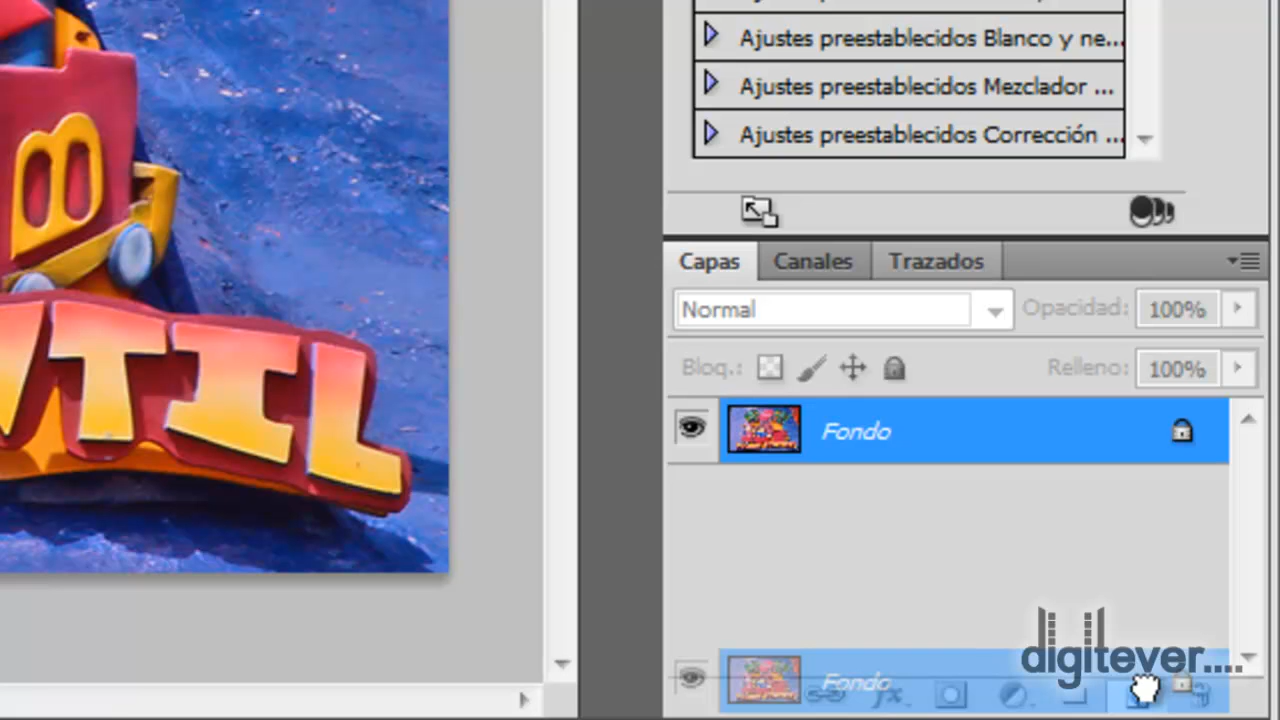 Ajustes preestablecidos Blanco y ne...
Ajustes preestablecidos Mezclador ...
Ajustes preestablecidos Corrección ...
Capas Canales Trazados
Normal Opacidad: 100%
Bloq.: Relleno: 100%
Fondo
TIL
digitever....
Fondo
fx